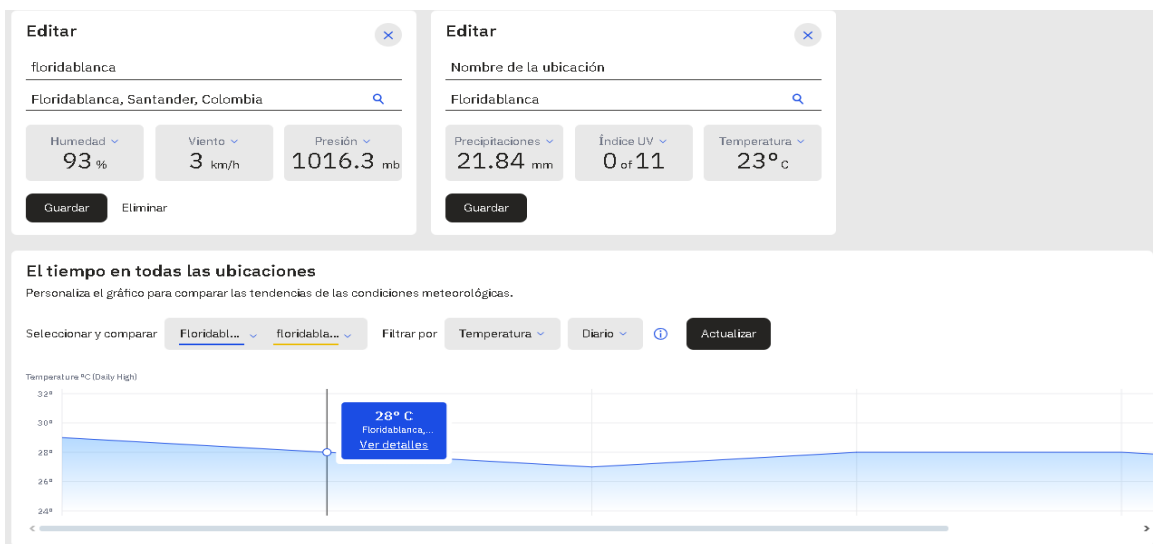 Editar
floridablanca
Floridablanca, Santander, Colombia
Humedad Viento Presión
93 % 3 km/h 1016.3 mb
Guardar Eliminar
Editar
Nombre de la ubicación
Floridablanca
Precipitaciones Índice UV Temperatura
21.84 mm 0 of 11 23° C
Guardar
El tiempo en todas las ubicaciones
Personaliza el gráfico para comparar las tendencias de las condiciones meteorológicas.
Seleccionar y comparar Floridabl... floridabla... Filtrar por Temperatura Diario Actualizar
Temperature ºC (Daily High)
32°
30°
28°
26°
24°
28° C
Floridablanca,...
Ver detalles